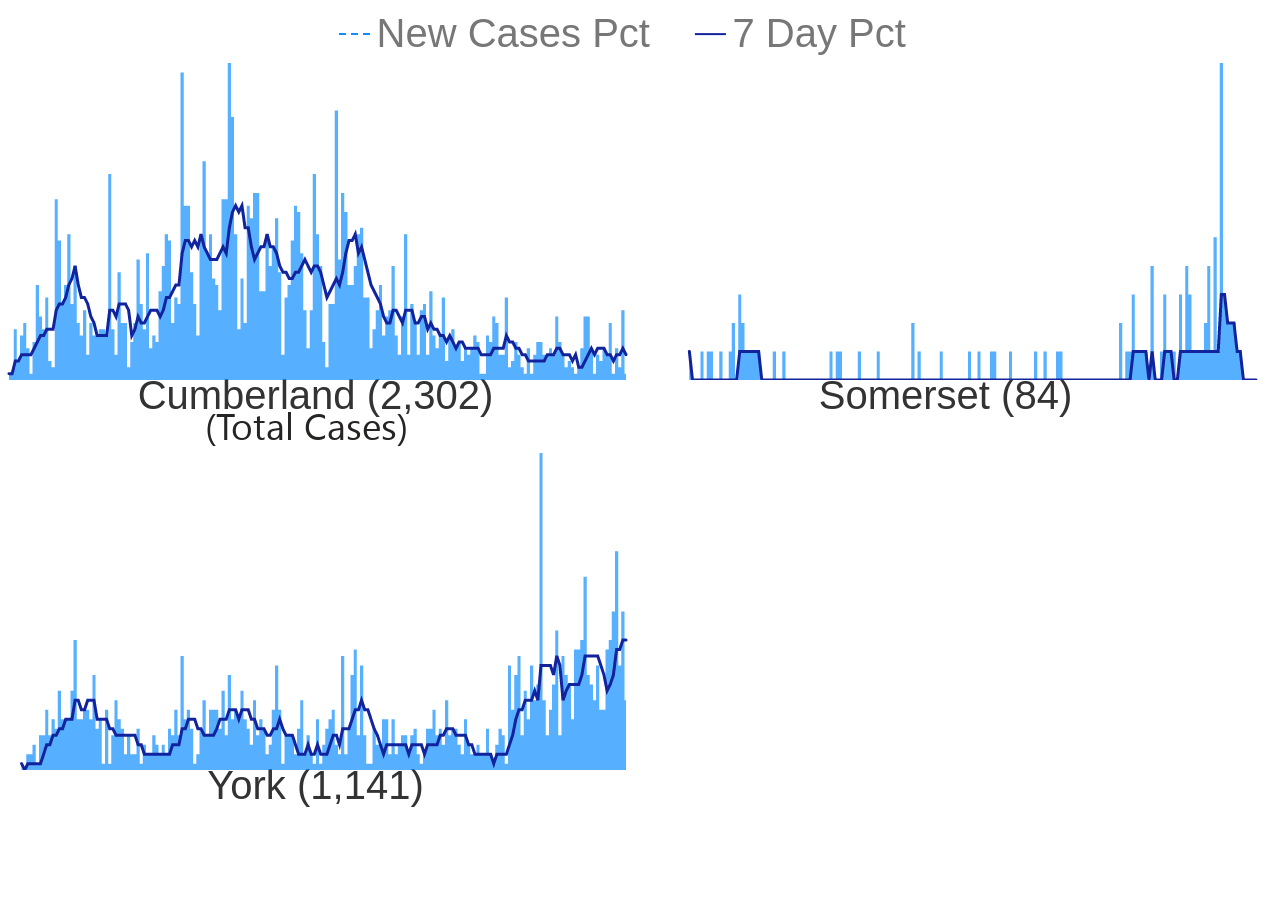 New Cases Pct 7 Day Pct
Cumberland (2,302)
(Total Cases)
Somerset (84)
York (1,141)